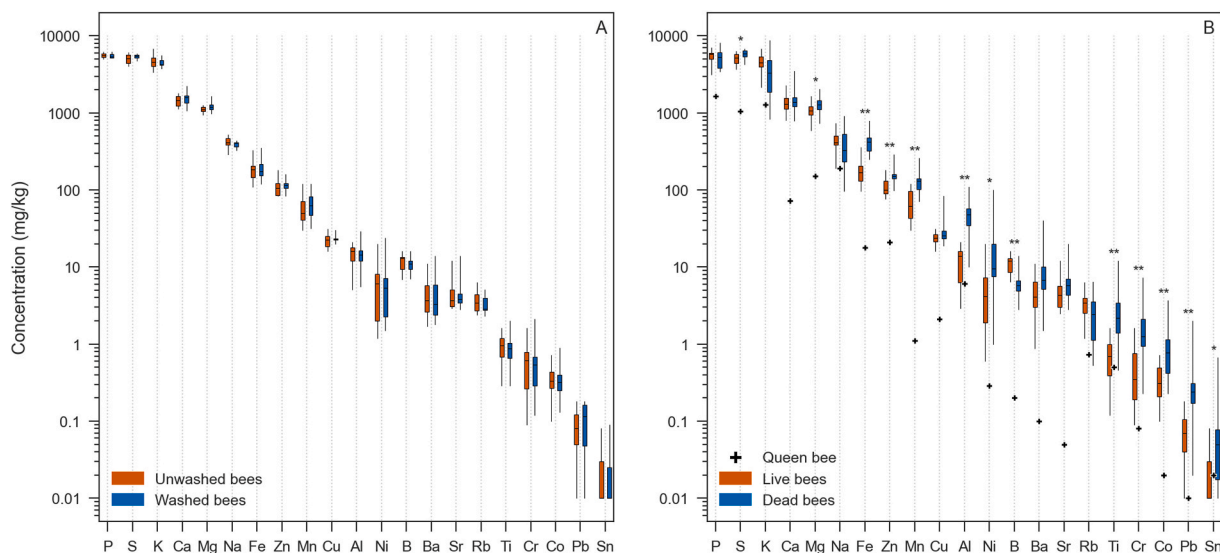 A
10000
1000
100
10
1
0.1
0.01
Concentration (mg/kg)
Unwashed bees
Washed bees
P S K Ca Mg Na Fe Zn Mn Cu Al Ni B Ba Sr Rb Ti Cr Co Pb Sn
B
10000
1000
100
10
1
0.1
0.01
* * ** ** ** ** * ** ** ** ** ** *
Queen bee
Live bees
Dead bees
P S K Ca Mg Na Fe Zn Mn Cu Al Ni B Ba Sr Rb Ti Cr Co Pb Sn